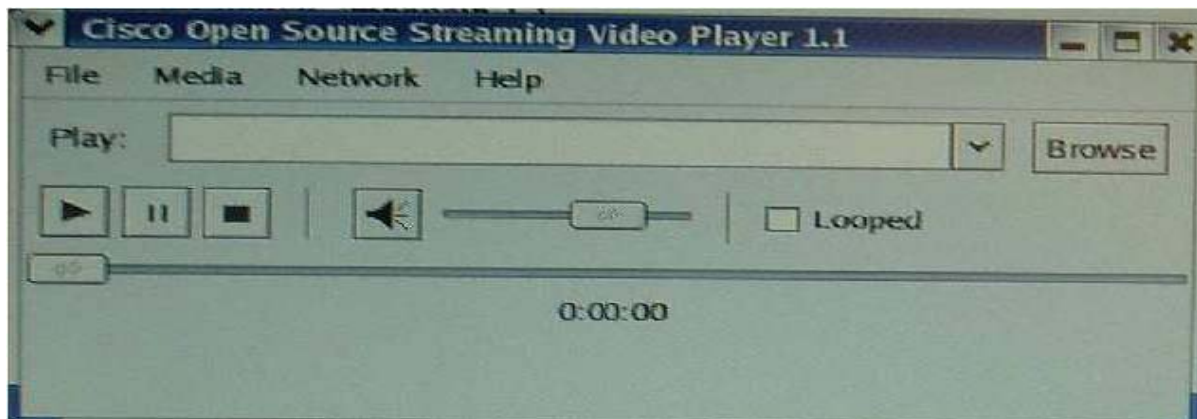 Cisco Open Source Streaming Video Player 1.1
File Media Network Help
Play: Browse
Looped
0:00:00